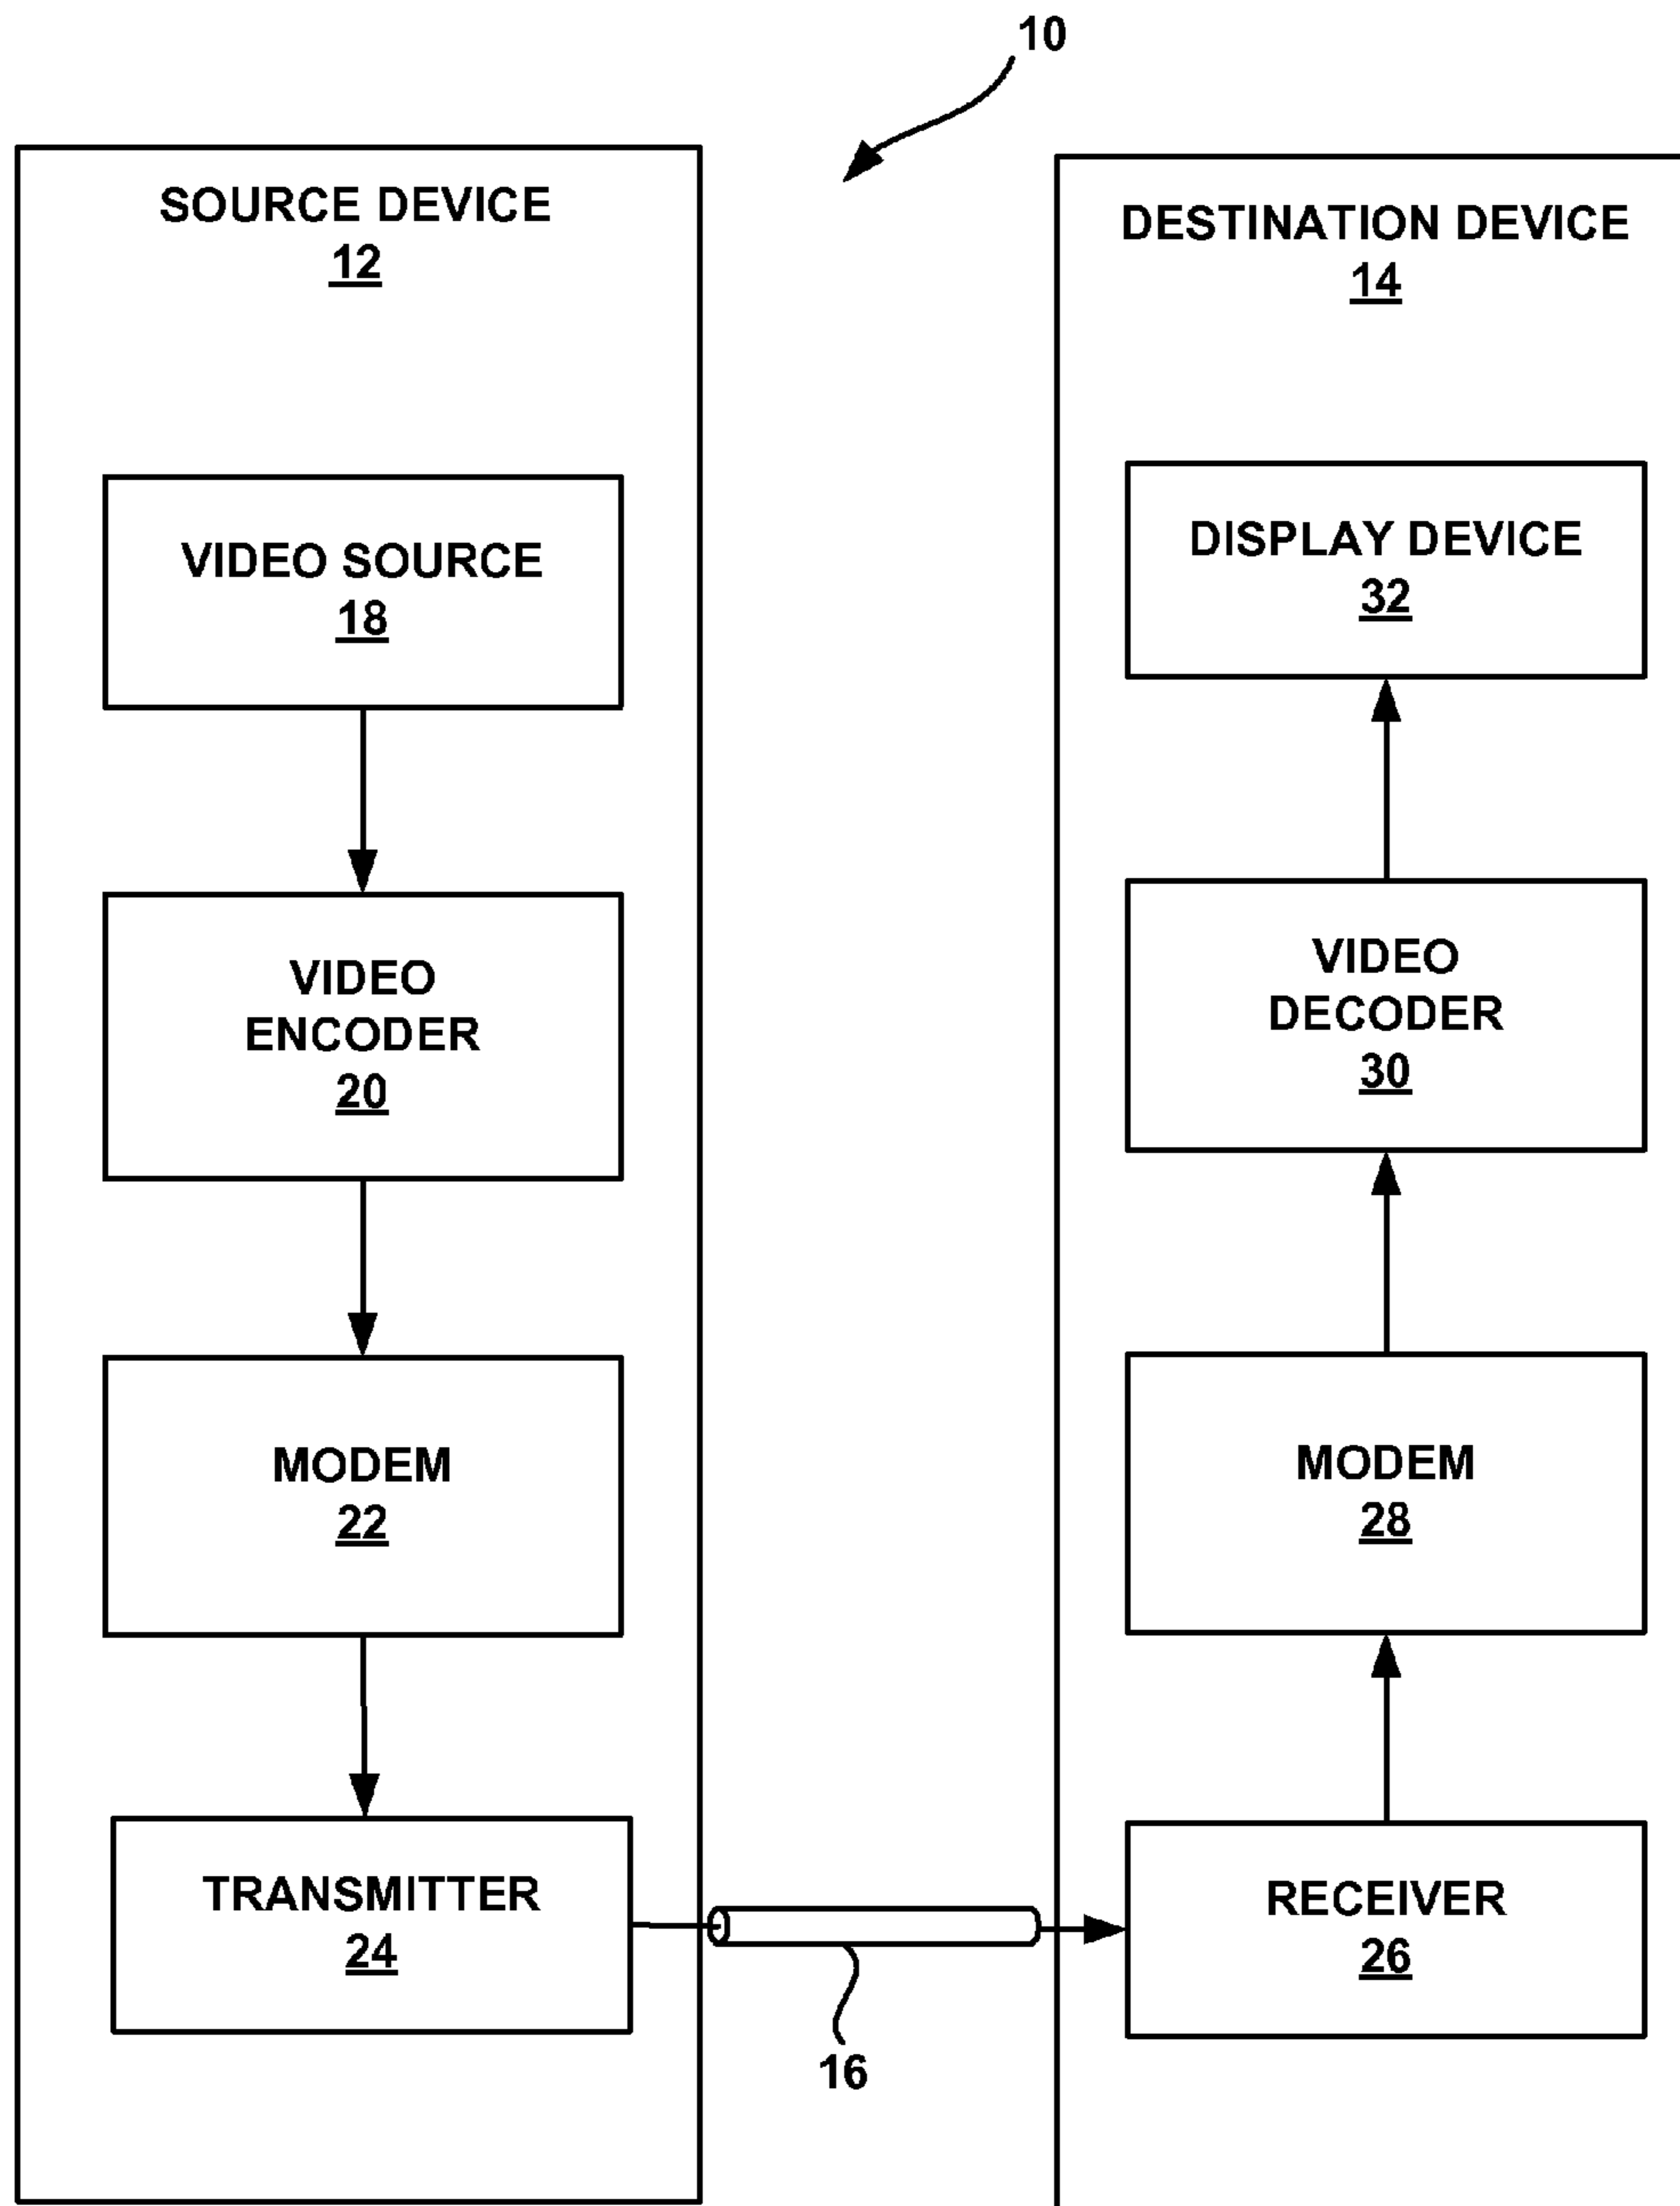 10
SOURCE DEVICE
12
VIDEO SOURCE
18
VIDEO
ENCODER
20
MODEM
22
TRANSMITTER
24
16
DESTINATION DEVICE
14
DISPLAY DEVICE
32
VIDEO
DECODER
30
MODEM
28
RECEIVER
26